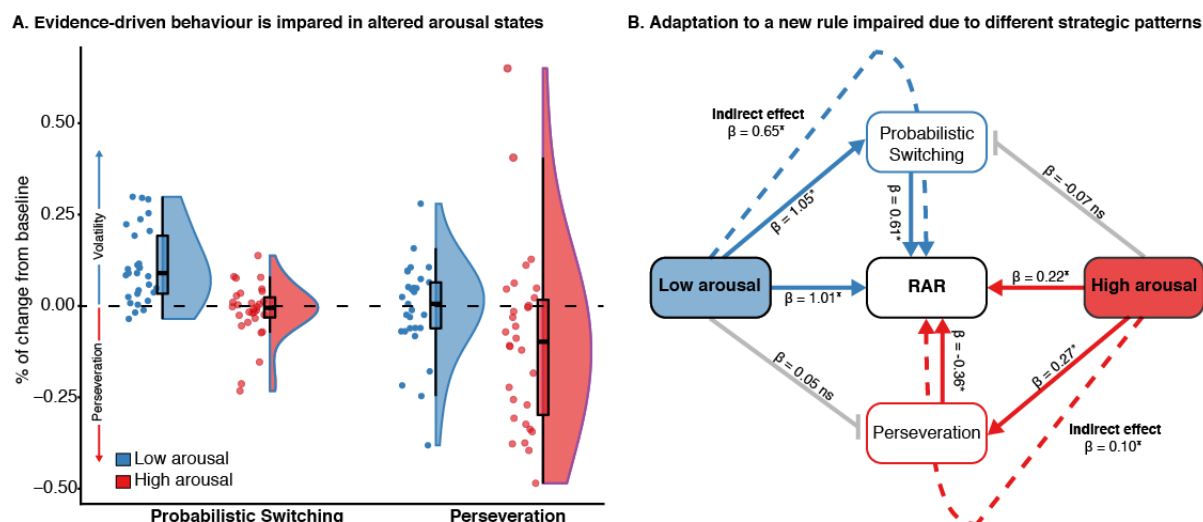 A. Evidence-driven behaviour is impared in altered arousal states
% of change from baseline
0.50
0.25
0.00
−0.25
−0.50
Volatility
Perseveration
Low arousal
High arousal
Probabilistic Switching
Perseveration
B. Adaptation to a new rule impaired due to different strategic patterns
Indirect effect
β = 0.65*
Probabilistic
Switching
β = 1.05*
β = 0.61*
β = -0.07 ns
Low arousal
RAR
High arousal
β = 1.01*
β = 0.22*
β = 0.05 ns
β = -0.36*
β = 0.27*
Perseveration
Indirect effect
β = 0.10*